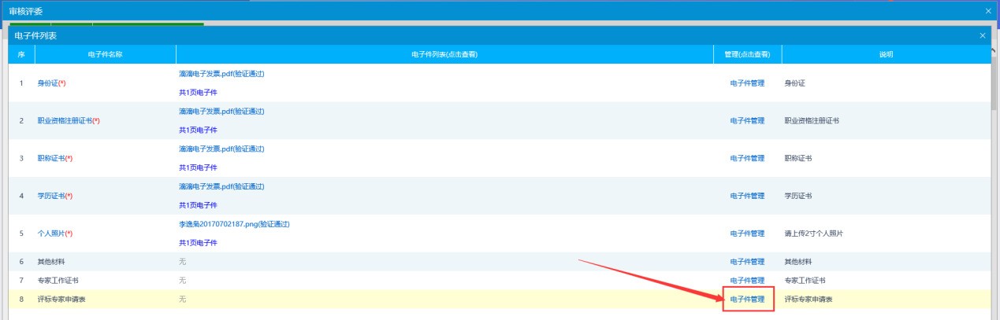 审核评委
电子件列表
序 电子件名称 电子件列表(点击查看) 管理(点击查看) 说明
1 身份证(*) 滴滴电子发票.pdf(验证通过) 电子件管理 身份证
共1页电子件
2 职业资格注册证书(*) 滴滴电子发票.pdf(验证通过) 电子件管理 职业资格注册证书
共1页电子件
3 职称证书(*) 滴滴电子发票.pdf(验证通过) 电子件管理 职称证书
共1页电子件
4 学历证书(*) 滴滴电子发票.pdf(验证通过) 电子件管理 学历证书
共1页电子件
5 个人照片(*) 李逸枭20170702187.png(验证通过) 电子件管理 请上传2寸个人照片
共1页电子件
6 其他材料 无 电子件管理 其他材料
7 专家工作证书 无 电子件管理 专家工作证书
8 评标专家申请表 无 电子件管理 评标专家申请表